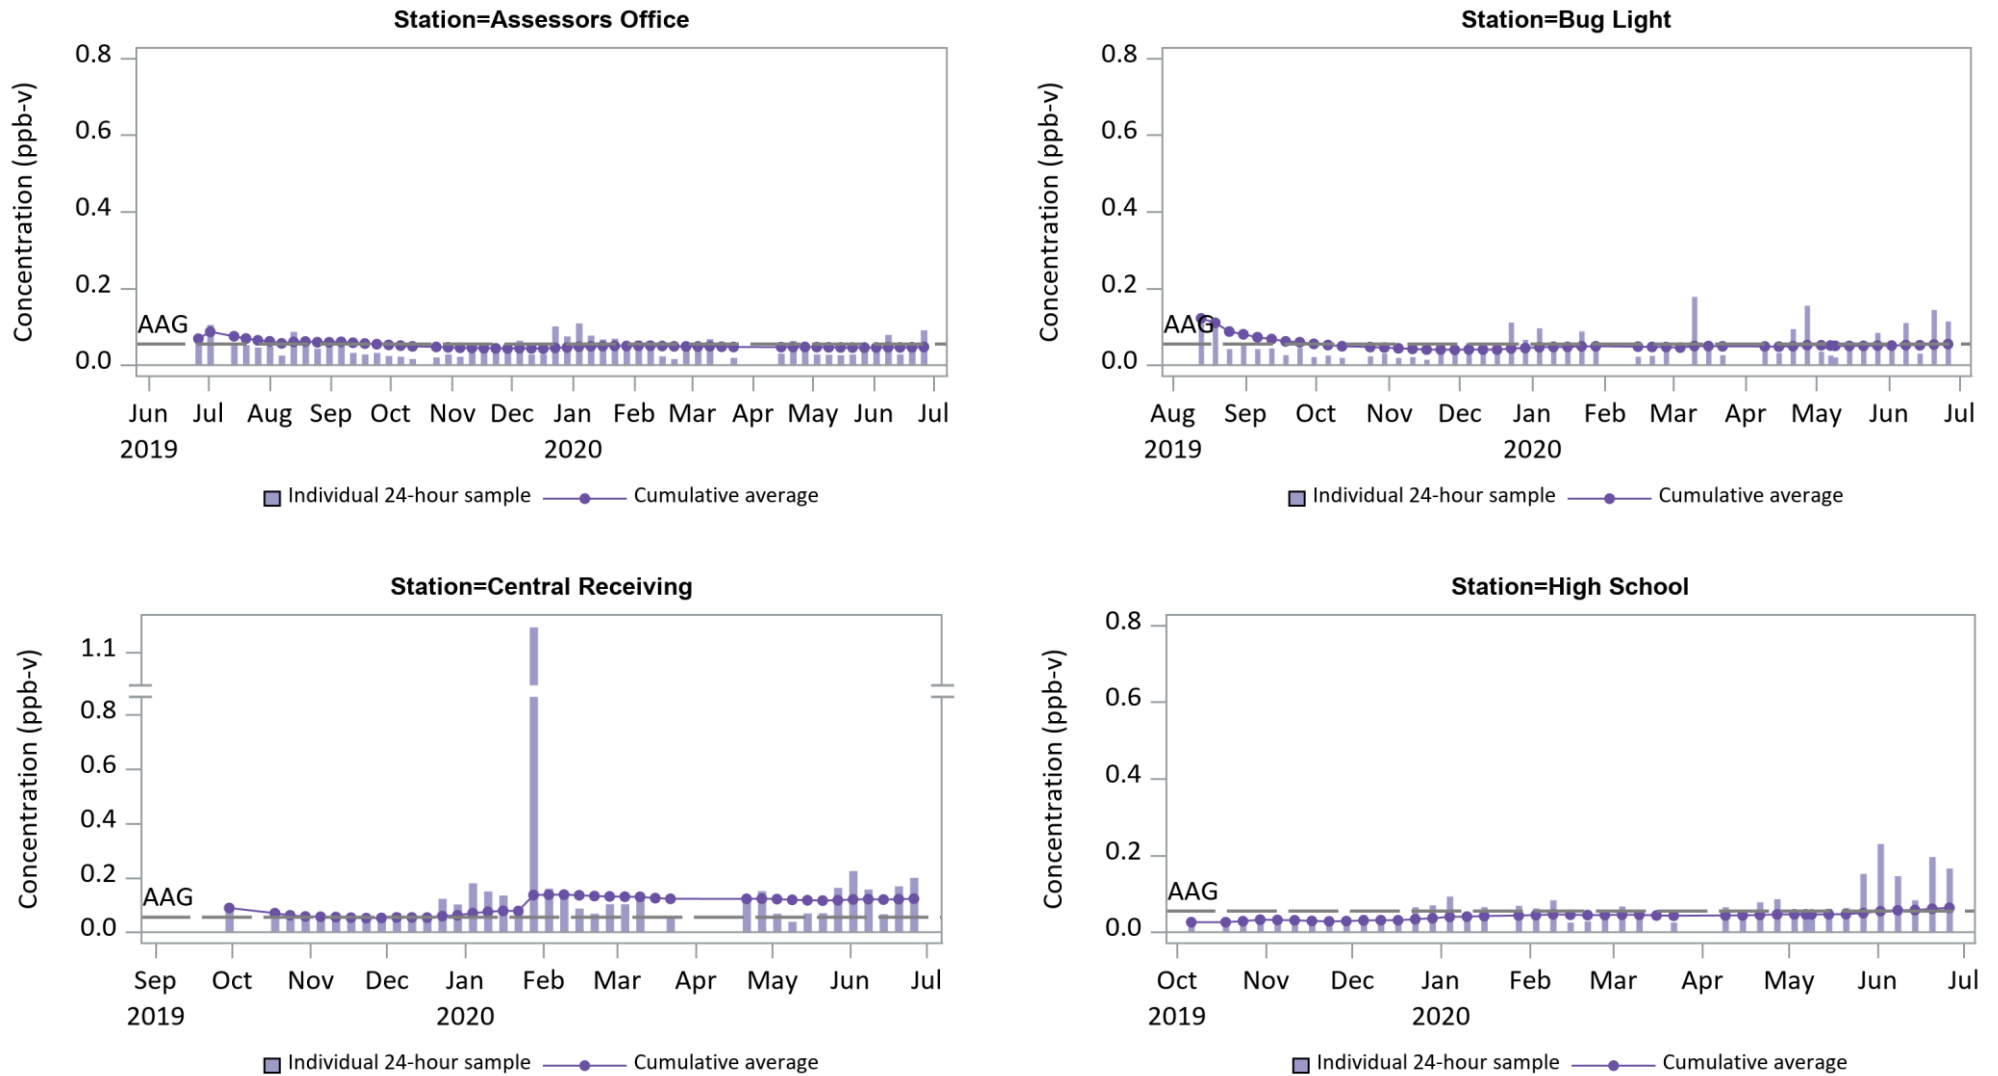 Station=Assessors Office
Concentration (ppb-v)
0.8
0.6
0.4
0.2
0.0
AAG
Jun Jul Aug Sep Oct Nov Dec Jan Feb Mar Apr May Jun Jul
2019 2020
Individual 24-hour sample Cumulative average
Station=Bug Light
Concentration (ppb-v)
0.8
0.6
0.4
0.2
0.0
AAG
Aug Sep Oct Nov Dec Jan Feb Mar Apr May Jun Jul
2019 2020
Individual 24-hour sample Cumulative average
Station=Central Receiving
Concentration (ppb-v)
1.1
0.8
0.6
0.4
0.2
0.0
AAG
Sep Oct Nov Dec Jan Feb Mar Apr May Jun Jul
2019 2020
Individual 24-hour sample Cumulative average
Station=High School
Concentration (ppb-v)
0.8
0.6
0.4
0.2
0.0
AAG
Oct Nov Dec Jan Feb Mar Apr May Jun Jul
2019 2020
Individual 24-hour sample Cumulative average